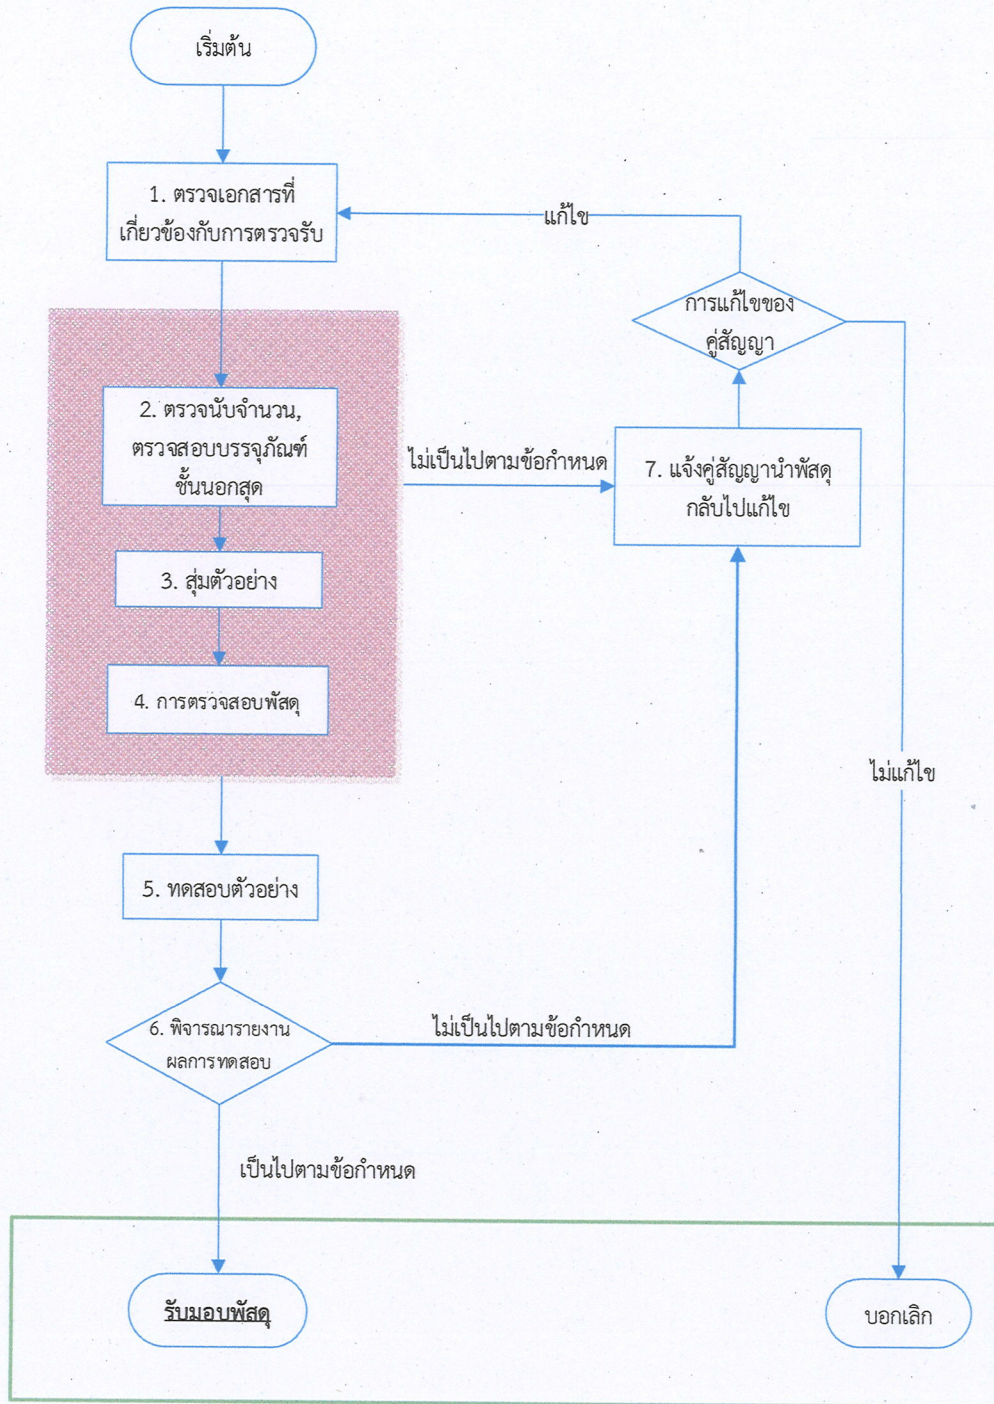 เริ่มต้น
1. ตรวจเอกสารที่
เกี่ยวข้องกับการตรวจรับ
แก้ไข
การแก้ไขของ
คู่สัญญา
2. ตรวจนับจำนวน,
ตรวจสอบบรรจุภัณฑ์
ชั้นนอกสุด
ไม่เป็นไปตามข้อกำหนด
7. แจ้งคู่สัญญานำพัสดุ
กลับไปแก้ไข
3. สุ่มตัวอย่าง
4. การตรวจสอบพัสดุ
ไม่แก้ไข
5. ทดสอบตัวอย่าง
6. พิจารณารายงาน
ผลการทดสอบ
ไม่เป็นไปตามข้อกำหนด
เป็นไปตามข้อกำหนด
รับมอบพัสดุ
บอกเลิก